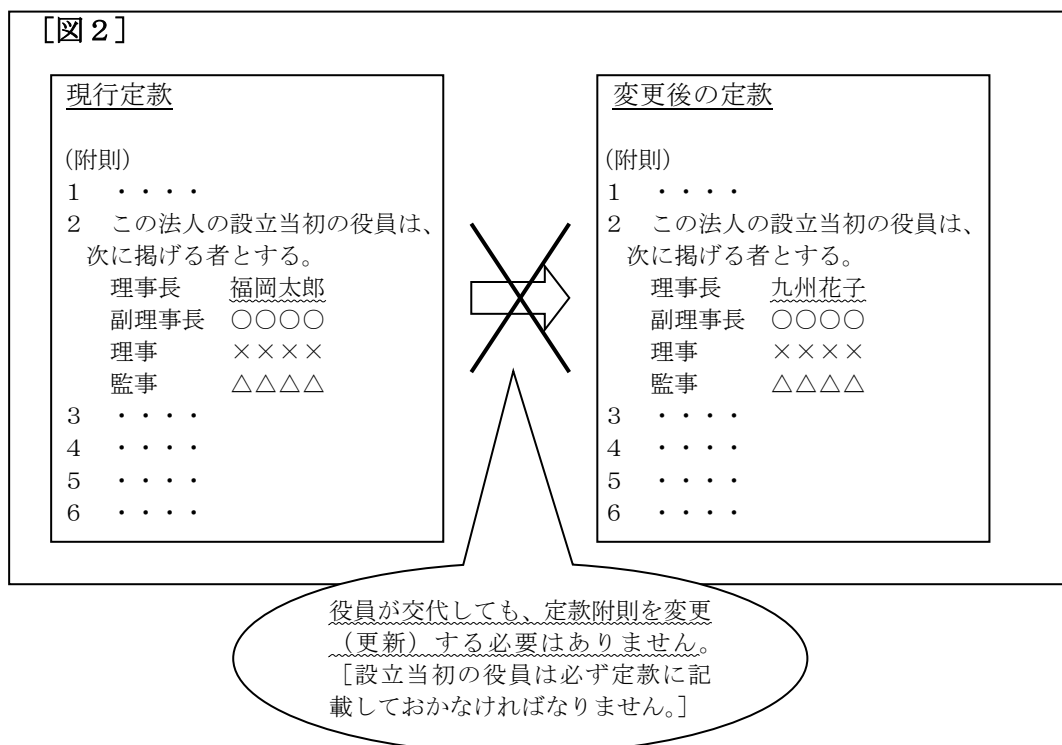 ［図２］
現行定款
(附則)
１　・・・・
２　この法人の設立当初の役員は、
次に掲げる者とする。
理事長　福岡太郎
副理事長　○○○○
理事　××××
監事　△△△△
３　・・・・
４　・・・・
５　・・・・
６　・・・・
変更後の定款
(附則)
１　・・・・
２　この法人の設立当初の役員は、
次に掲げる者とする。
理事長　九州花子
副理事長　○○○○
理事　××××
監事　△△△△
３　・・・・
４　・・・・
５　・・・・
６　・・・・
役員が交代しても、定款附則を変更
（更新）する必要はありません。
［設立当初の役員は必ず定款に記
載しておかなければなりません。］